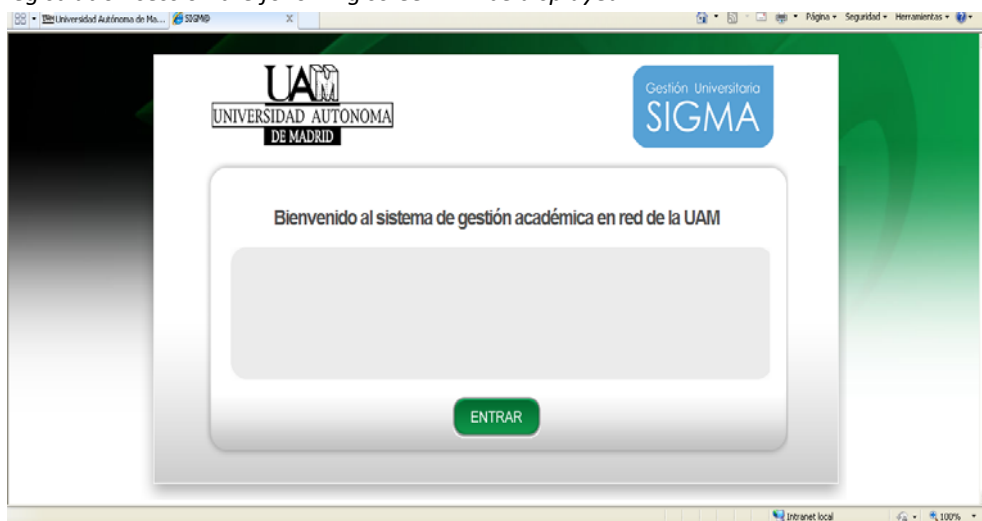 Universidad Autónoma de Ma...
SIGM@
X
Página
Seguridad
Herramientas
UAM
UNIVERSIDAD AUTONOMA
DE MADRID
Gestión Universitaria
SIGMA
Bienvenido al sistema de gestión académica en red de la UAM
ENTRAR
Intranet local
100%